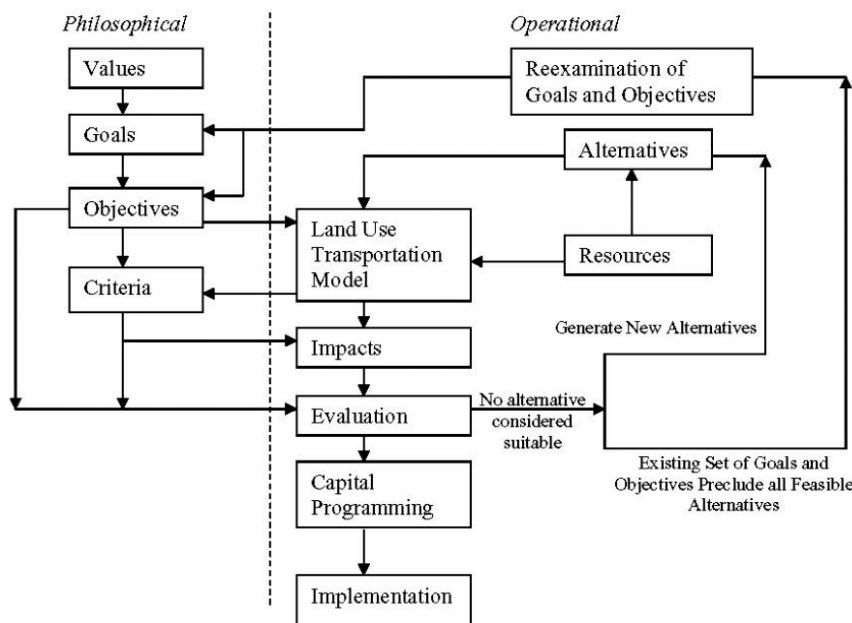 Philosophical
Operational
Values
Goals
Objectives
Criteria
Reexamination of
Goals and Objectives
Alternatives
Resources
Land Use
Transportation
Model
Impacts
Evaluation
Capital
Programming
Implementation
Generate New Alternatives
No alternative
considered
suitable
Existing Set of Goals and
Objectives Preclude all Feasible
Alternatives